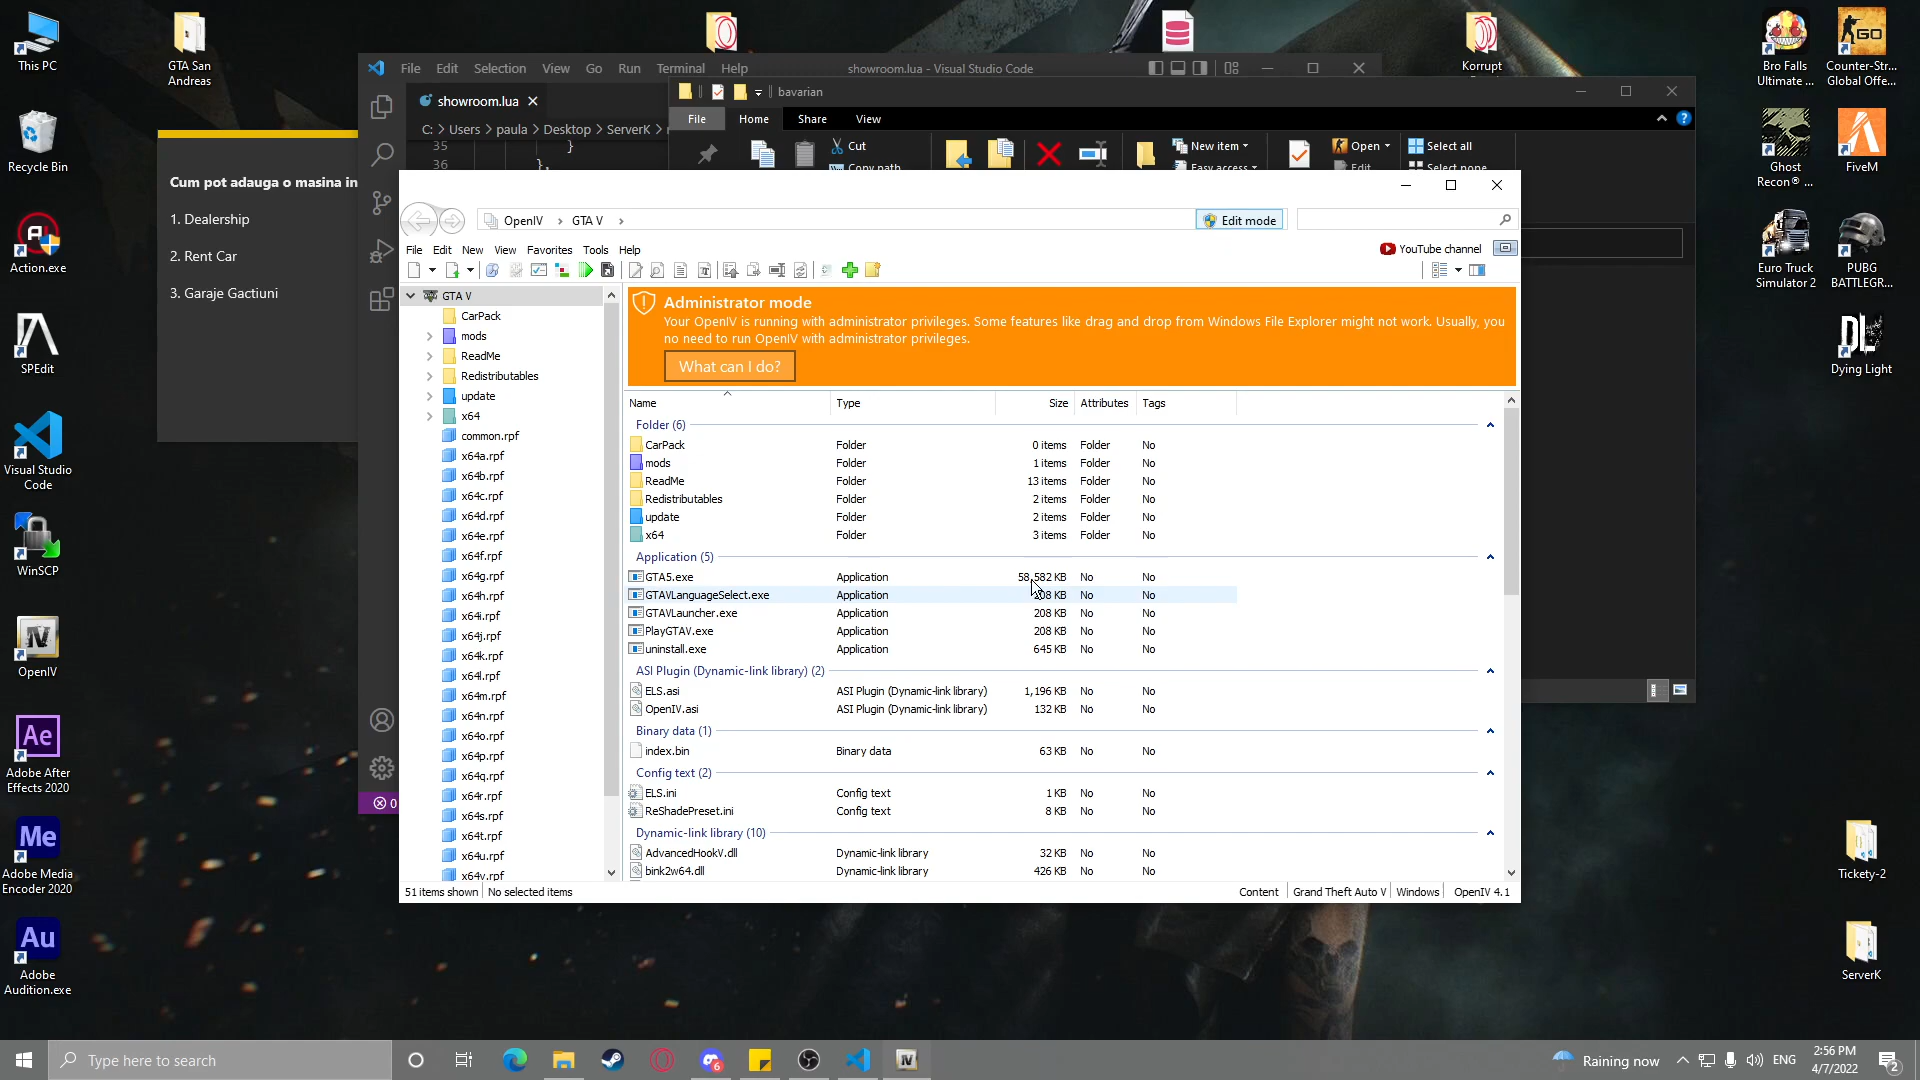 This PC
GTA San
Andreas
Korrupt
Bro Falls
Ultimate ...
Counter-Str...
Global Offe...
Recycle Bin
Ghost
Recon® ...
FiveM
Action.exe
Euro Truck
Simulator 2
PUBG
BATTLEGR...
SPEdit
Dying Light
Visual Studio
Code
WinSCP
OpenIV
Adobe After
Effects 2020
Adobe Media
Encoder 2020
Adobe
Audition.exe
Tickety-2
ServerK
Cum pot adauga o masina in
1. Dealership
2. Rent Car
3. Garaje Gactiuni
File Edit Selection View Go Run Terminal Help
showroom.lua - Visual Studio Code
showroom.lua
C: > Users > paula > Desktop > ServerK >
35 }
36 },
0
bavarian
File Home Share View
Cut
Copy path
New item
Easy access
Open
Edit
Select all
Select none
OpenIV GTA V
Edit mode
File Edit New View Favorites Tools Help
YouTube channel
GTA V
CarPack
mods
ReadMe
Redistributables
update
x64
common.rpf
x64a.rpf
x64b.rpf
x64c.rpf
x64d.rpf
x64e.rpf
x64f.rpf
x64g.rpf
x64h.rpf
x64i.rpf
x64j.rpf
x64k.rpf
x64l.rpf
x64m.rpf
x64n.rpf
x64o.rpf
x64p.rpf
x64q.rpf
x64r.rpf
x64s.rpf
x64t.rpf
x64u.rpf
x64v.rpf
Administrator mode
Your OpenIV is running with administrator privileges. Some features like drag and drop from Windows File Explorer might not work. Usually, you
no need to run OpenIV with administrator privileges.
What can I do?
Name Type Size Attributes Tags
Folder (6)
CarPack Folder 0 items Folder No
mods Folder 1 items Folder No
ReadMe Folder 13 items Folder No
Redistributables Folder 2 items Folder No
update Folder 2 items Folder No
x64 Folder 3 items Folder No
Application (5)
GTA5.exe Application 58,582 KB No No
GTAVLanguageSelect.exe Application 208 KB No No
GTAVLauncher.exe Application 208 KB No No
PlayGTAV.exe Application 208 KB No No
uninstall.exe Application 645 KB No No
ASI Plugin (Dynamic-link library) (2)
ELS.asi ASI Plugin (Dynamic-link library) 1,196 KB No No
OpenIV.asi ASI Plugin (Dynamic-link library) 132 KB No No
Binary data (1)
index.bin Binary data 63 KB No No
Config text (2)
ELS.ini Config text 1 KB No No
ReShadePreset.ini Config text 8 KB No No
Dynamic-link library (10)
AdvancedHookV.dll Dynamic-link library 32 KB No No
bink2w64.dll Dynamic-link library 426 KB No No
51 items shown No selected items
Content Grand Theft Auto V Windows OpenIV 4.1
Type here to search
Raining now
ENG
2:56 PM
4/7/2022
2